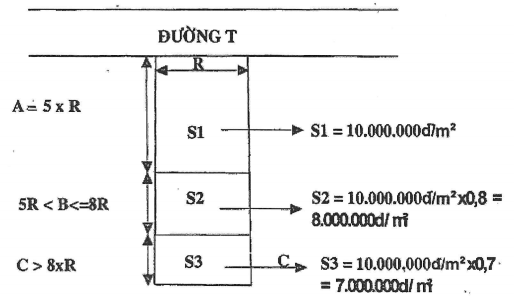 ĐƯỜNG T
R
A = 5 x R
S1
S1 = 10.000.000đ/m²
5R < B<=8R
S2
S2 = 10.000.000đ/m²x0,8 =
8.000.000đ/ m²
C > 8xR
S3
C
S3 = 10.000,000đ/m²x0,7
= 7.000.000đ/ m²